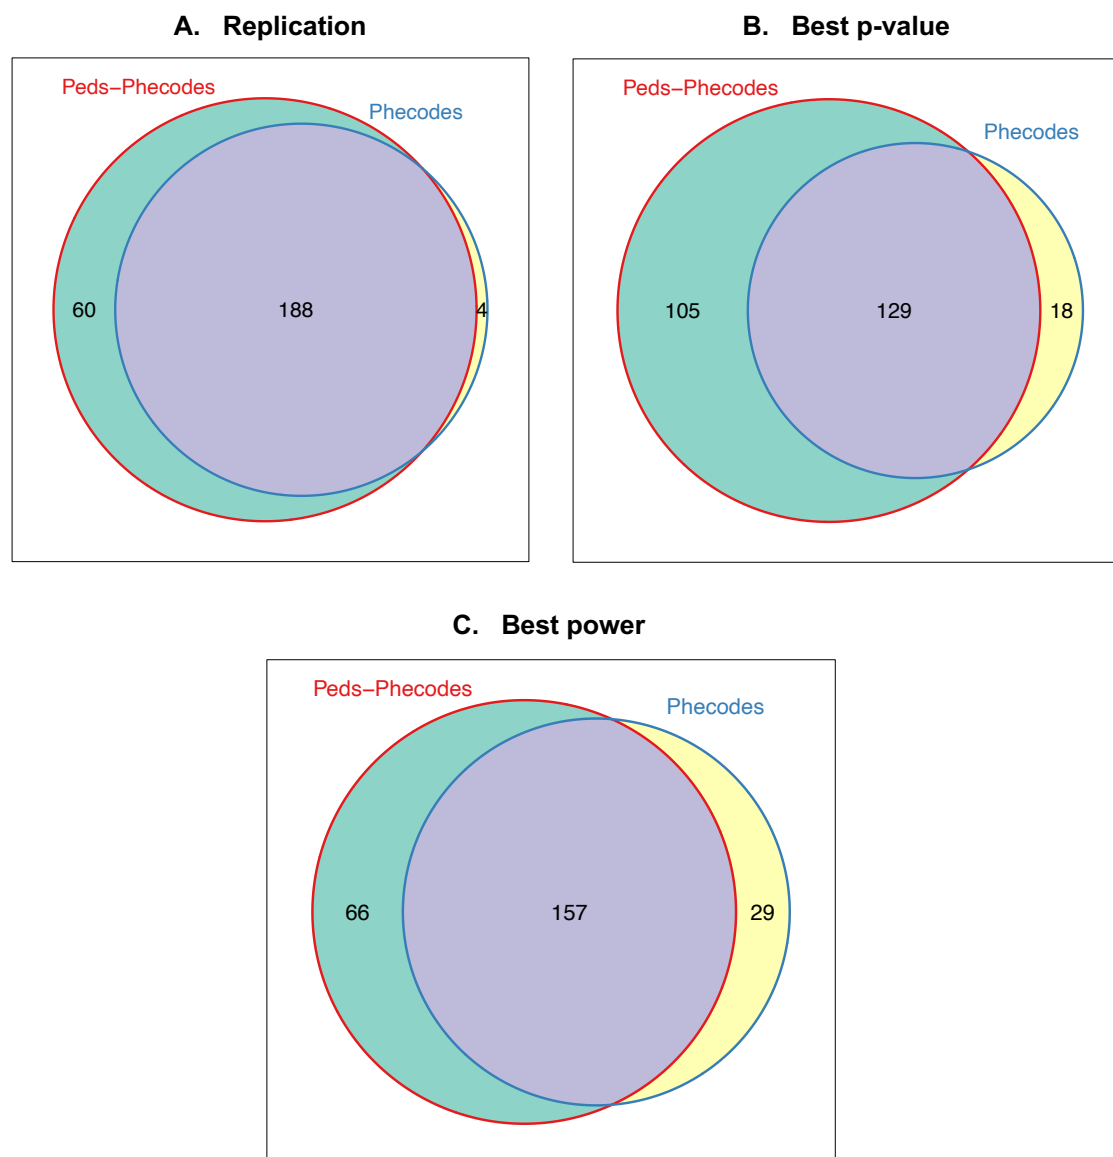 A. Replication
Peds−Phecodes
Phecodes
60
188
4
B. Best p-value
Peds−Phecodes
Phecodes
105
129
18
C. Best power
Peds−Phecodes
Phecodes
66
157
29